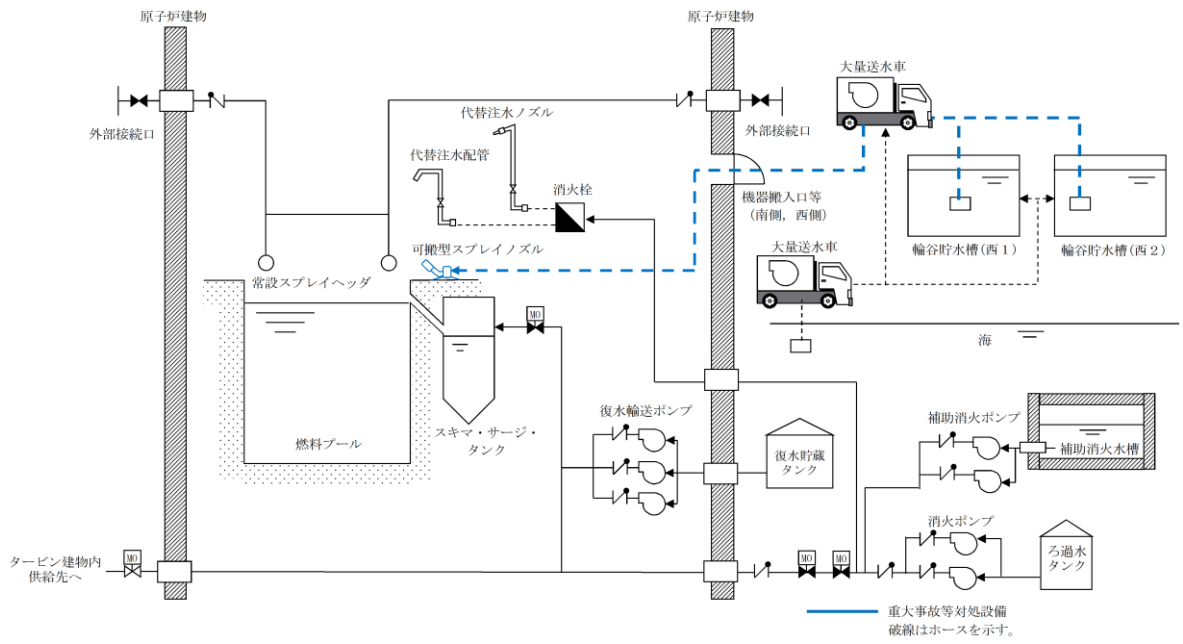 原子炉建物
原子炉建物
大量送水車
代替注水ノズル
外部接続口
外部接続口
代替注水配管
消火栓
機器搬入口等
(南側,西側)
可搬型スプレイノズル
輪谷貯水槽(西1)
輪谷貯水槽(西2)
大量送水車
常設スプレイヘッダ
MO
海
復水輸送ポンプ
補助消火ポンプ
燃料プール
スキマ・サージ・
タンク
復水貯蔵
タンク
補助消火水槽
消火ポンプ
タービン建物内
供給先へ
MO
MO
MO
ろ過水
タンク
重大事故等対処設備
破線はホースを示す。